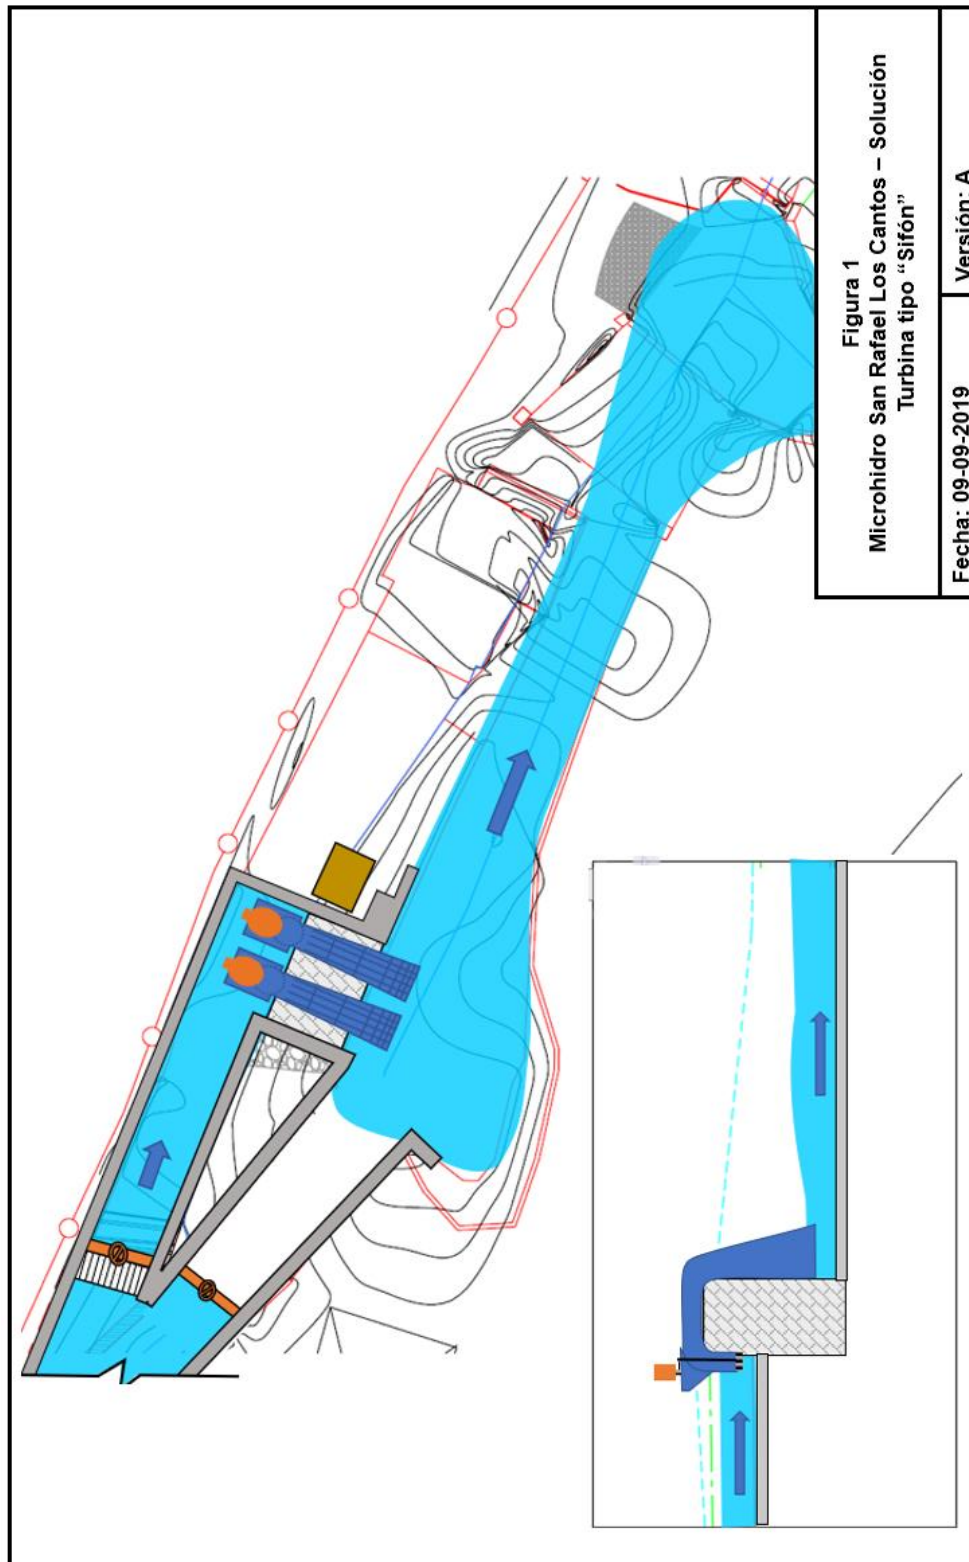 Figura 1
Microhidro San Rafael Los Cantos – Solución
Turbina tipo “Sifón”
Fecha: 09-09-2019
Versión: A